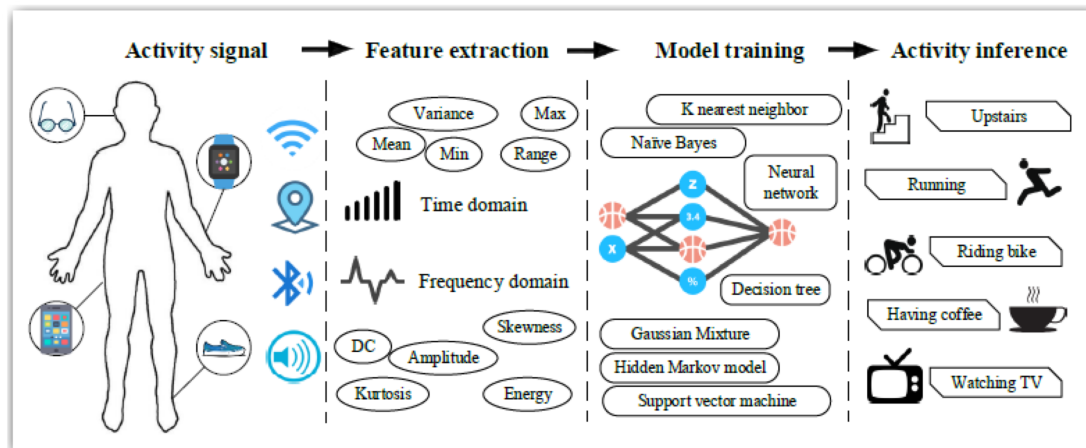 Activity signal
Feature extraction
Model training
Activity inference
Variance
Max
Mean
Min
Range
Time domain
Frequency domain
Skewness
DC
Amplitude
Kurtosis
Energy
K nearest neighbor
Naïve Bayes
Neural
network
Z
3.4
X
%
Decision tree
Gaussian Mixture
Hidden Markov model
Support vector machine
Upstairs
Running
Riding bike
Having coffee
Watching TV